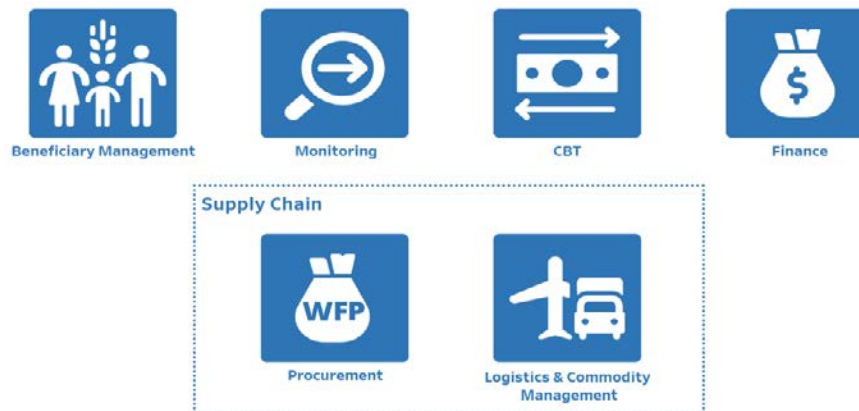 Beneficiary Management
Monitoring
CBT
$
Finance
Supply Chain
WFP
Procurement
Logistics & Commodity
Management